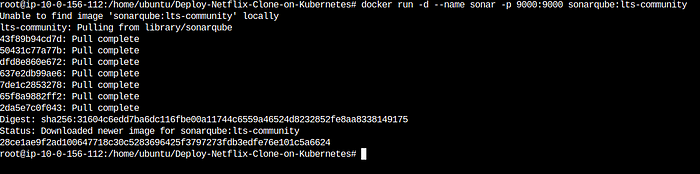 root@ip-10-0-156-112:/home/ubuntu/Deploy-Netflix-Clone-on-Kubernetes# docker run -d --name sonar -p 9000:9000 sonarqube:lts-community
Unable to find image 'sonarqube:lts-community' locally
lts-community: Pulling from library/sonarqube
43f89b94cd7d: Pull complete
50431c77a77b: Pull complete
dfd8e860e672: Pull complete
637e2db99ae6: Pull complete
7de1c2853278: Pull complete
65f8a9882ff2: Pull complete
2da5e7c0f043: Pull complete
Digest: sha256:31604c6edd7ba6dc116fbe00a11744c6559a46524d8232852fe8aa8338149175
Status: Downloaded newer image for sonarqube:lts-community
28ce1ae9f2ad100647718c30c5283696425f3797273fdb3edfe76e101c5a6624
root@ip-10-0-156-112:/home/ubuntu/Deploy-Netflix-Clone-on-Kubernetes#